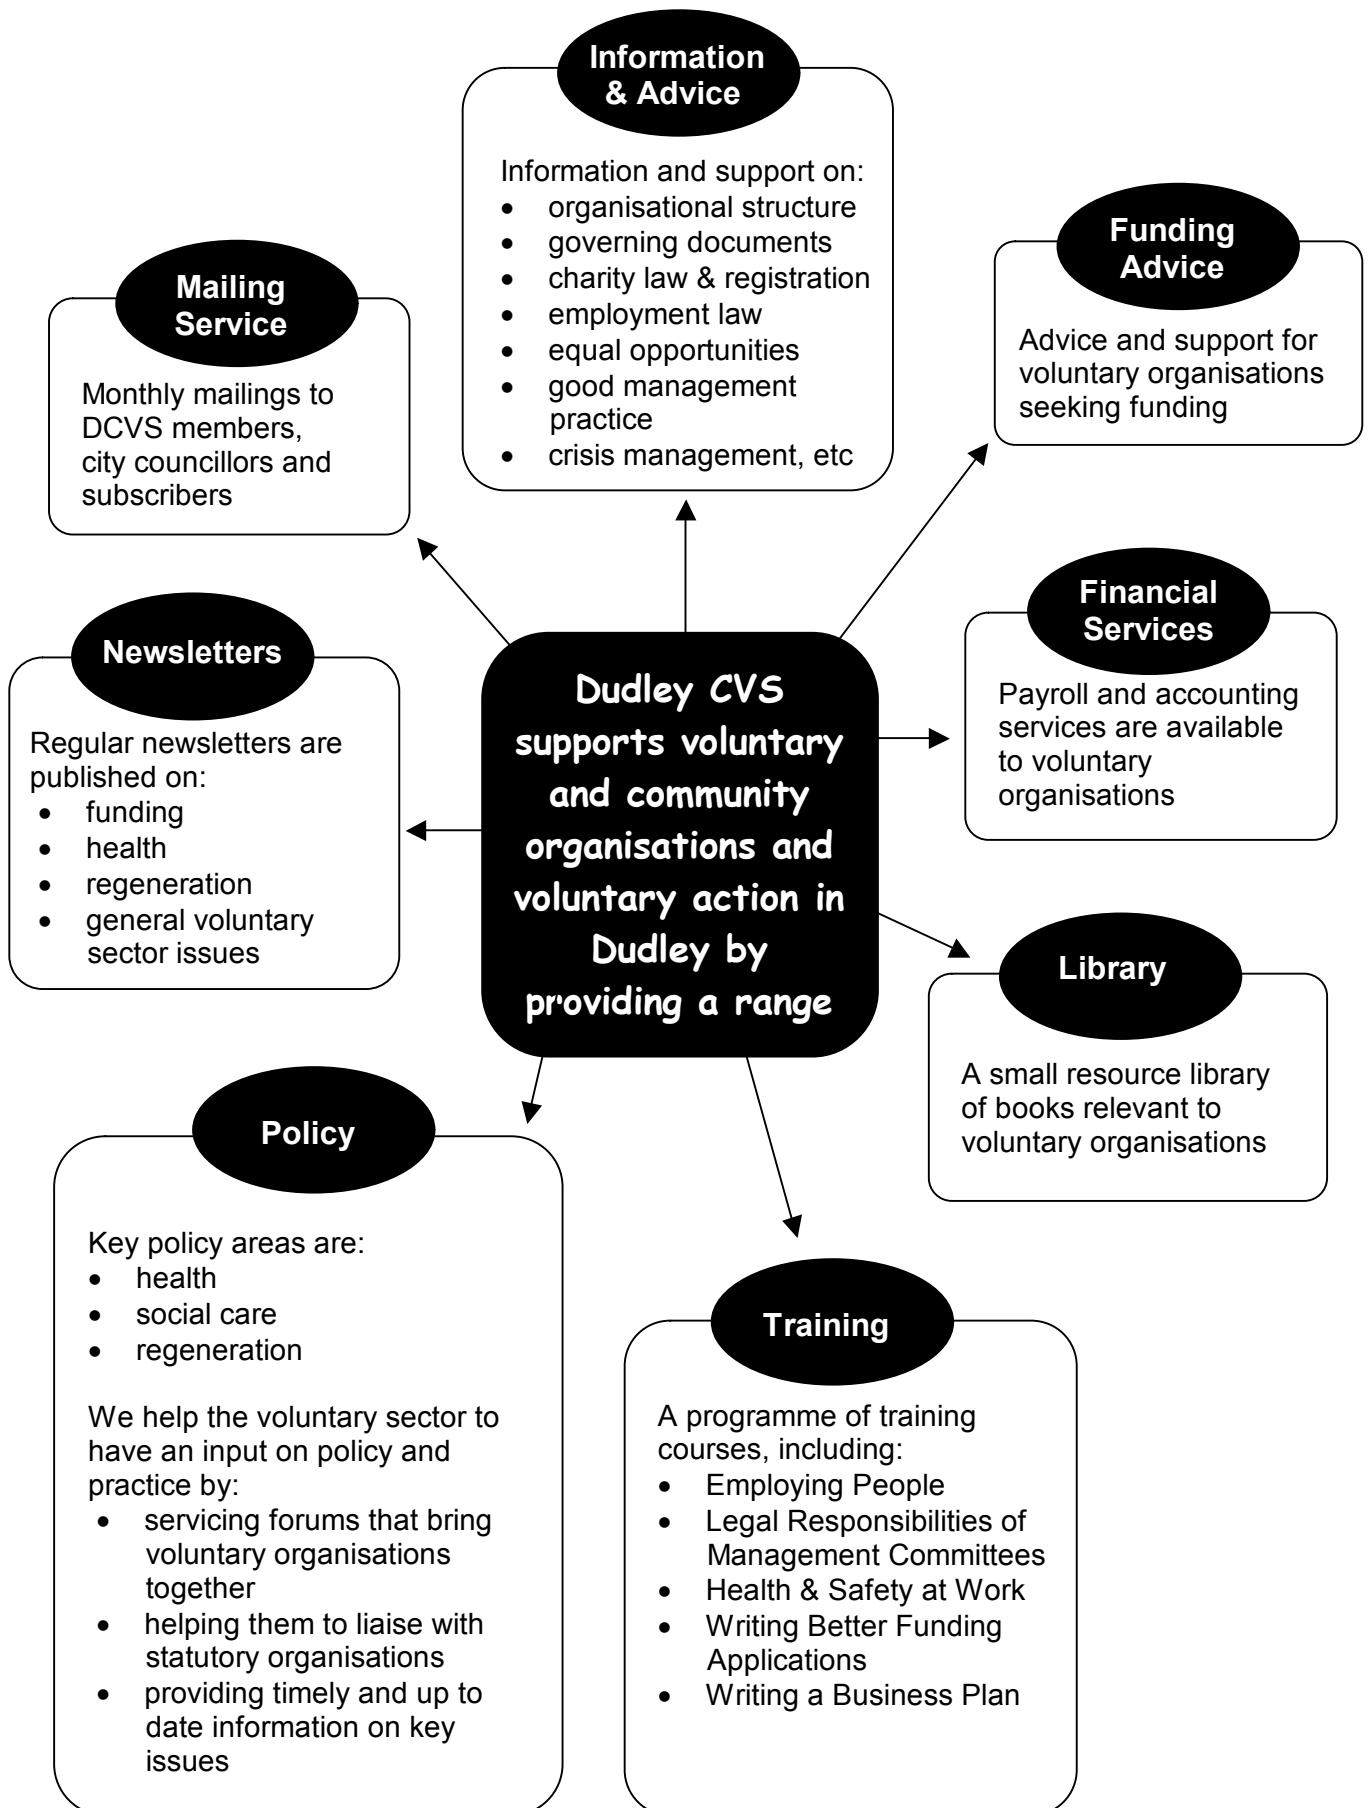 Information
& Advice
Information and support on:
• organisational structure
• governing documents
• charity law & registration
• employment law
• equal opportunities
• good management
practice
• crisis management, etc
Funding
Advice
Advice and support for
voluntary organisations
seeking funding
Mailing
Service
Monthly mailings to
DCVS members,
city councillors and
subscribers
Financial
Services
Payroll and accounting
services are available
to voluntary
organisations
Newsletters
Regular newsletters are
published on:
• funding
• health
• regeneration
• general voluntary
sector issues
Dudley CVS
supports voluntary
and community
organisations and
voluntary action in
Dudley by
providing a range
Library
A small resource library
of books relevant to
voluntary organisations
Policy
Key policy areas are:
• health
• social care
• regeneration
We help the voluntary sector to
have an input on policy and
practice by:
• servicing forums that bring
voluntary organisations
together
• helping them to liaise with
statutory organisations
• providing timely and up to
date information on key
issues
Training
A programme of training
courses, including:
• Employing People
• Legal Responsibilities of
Management Committees
• Health & Safety at Work
• Writing Better Funding
Applications
• Writing a Business Plan